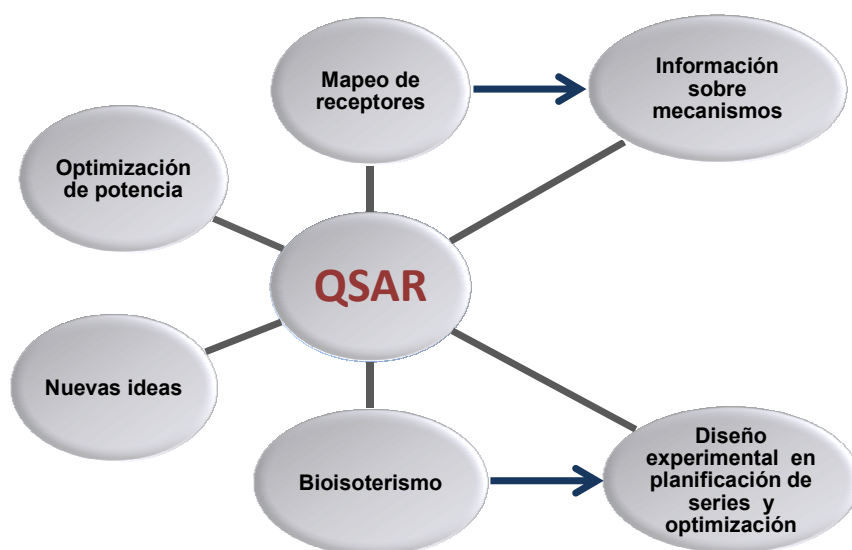 Mapeo de
receptores
Información
sobre
mecanismos
Optimización
de potencia
QSAR
Nuevas ideas
Bioisoterismo
Diseño
experimental en
planificación de
series y
optimización